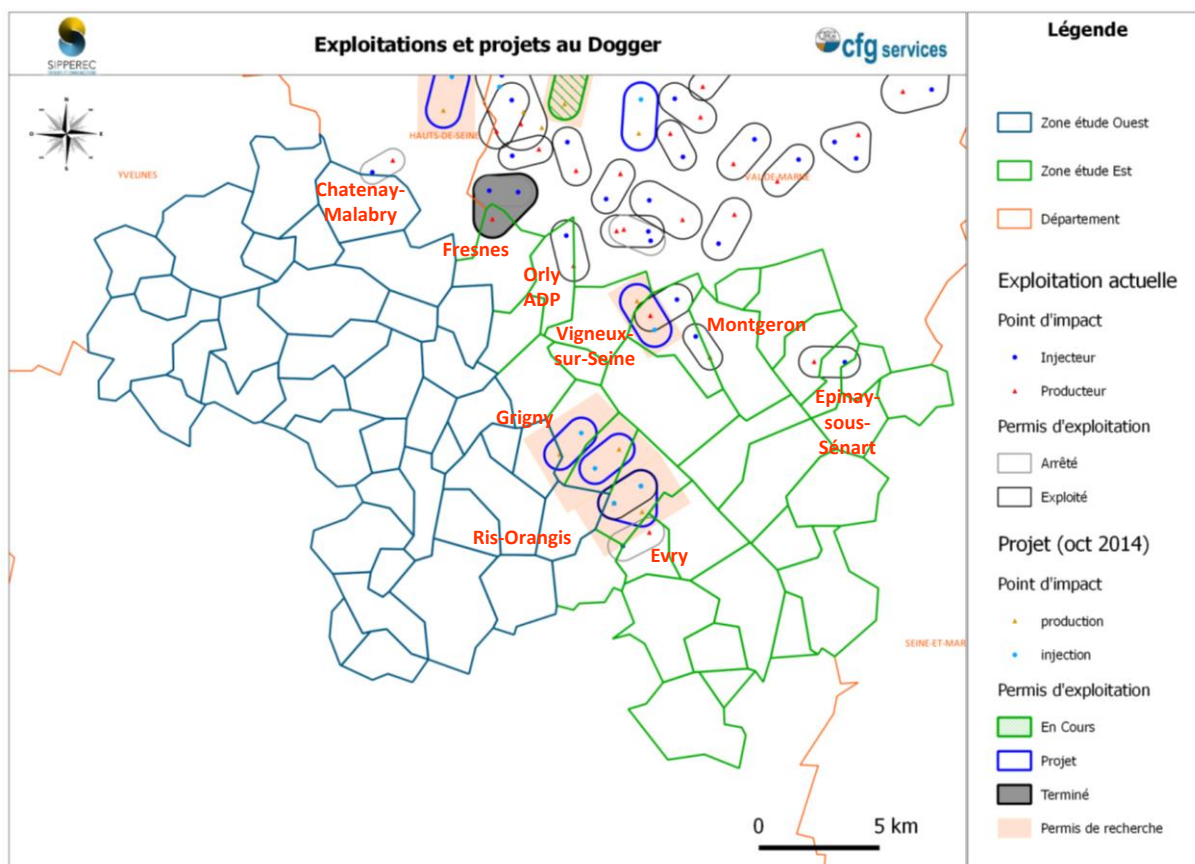 SIPPEREC
Exploitations et projets au Dogger
cfg services
N
O
E
S
YVELINES
HAUTS-DE-SEINE
VAL-DE-MARNE
SEINE-ET-MAR
Chatenay-
Malabry
Fresnes
Orly
ADP
Vigneux-
sur-Seine
Montgeron
Epinay-
sous-
Sénart
Grigny
Ris-Orangis
Evry
0 5 km
Légende
Zone étude Ouest
Zone étude Est
Département
Exploitation actuelle
Point d'impact
Injecteur
Producteur
Permis d'exploitation
Arrêté
Exploité
Projet (oct 2014)
Point d'impact
production
injection
Permis d'exploitation
En Cours
Projet
Terminé
Permis de recherche